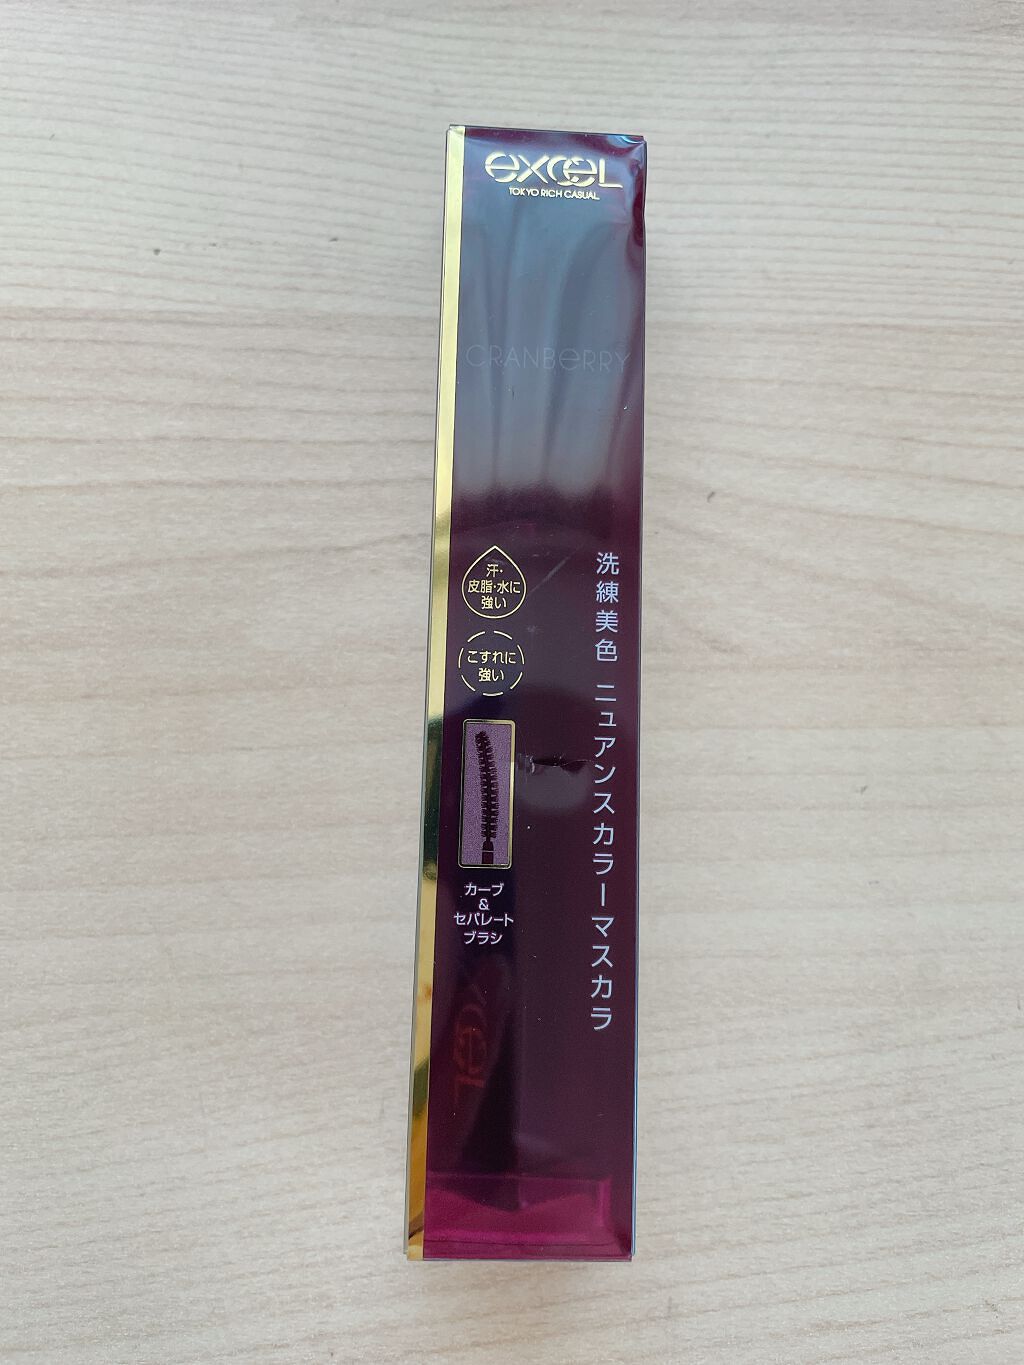 excel
TOKYO RICH CASUAL
CRANBERRY
洗練美色 ニュアンスカラーマスカラ
汗・
皮脂・水に
強い
こすれに
強い
カーブ
&
セパレート
ブラシ